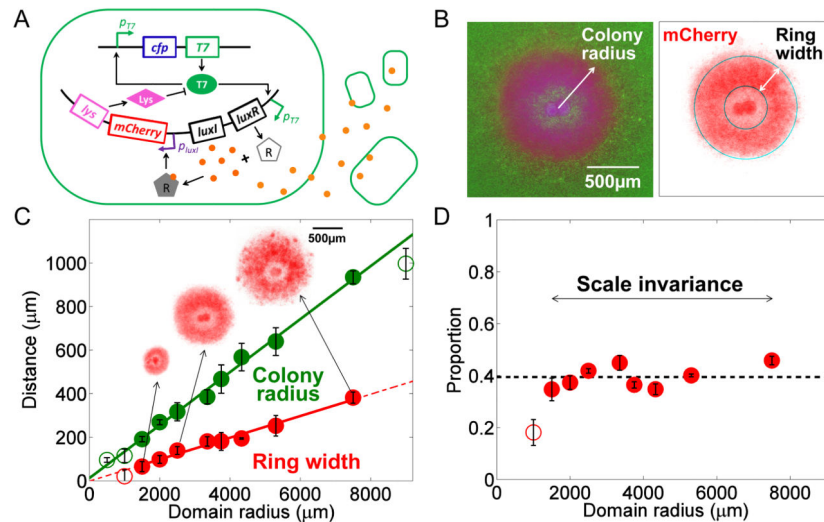 A
pT7
cfp
T7
T7
lys
Lys
mCherry
luxI
luxR
pT7
pluxI
+
R
R
B
Colony
radius
500μm
mCherry
Ring
width
C
500μm
1000
800
600
400
200
0
Distance (μm)
Colony
radius
Ring width
0
2000
4000
6000
8000
Domain radius (μm)
D
1
0.8
0.6
0.4
0.2
0
Proportion
Scale invariance
0
2000
4000
6000
8000
Domain radius (μm)